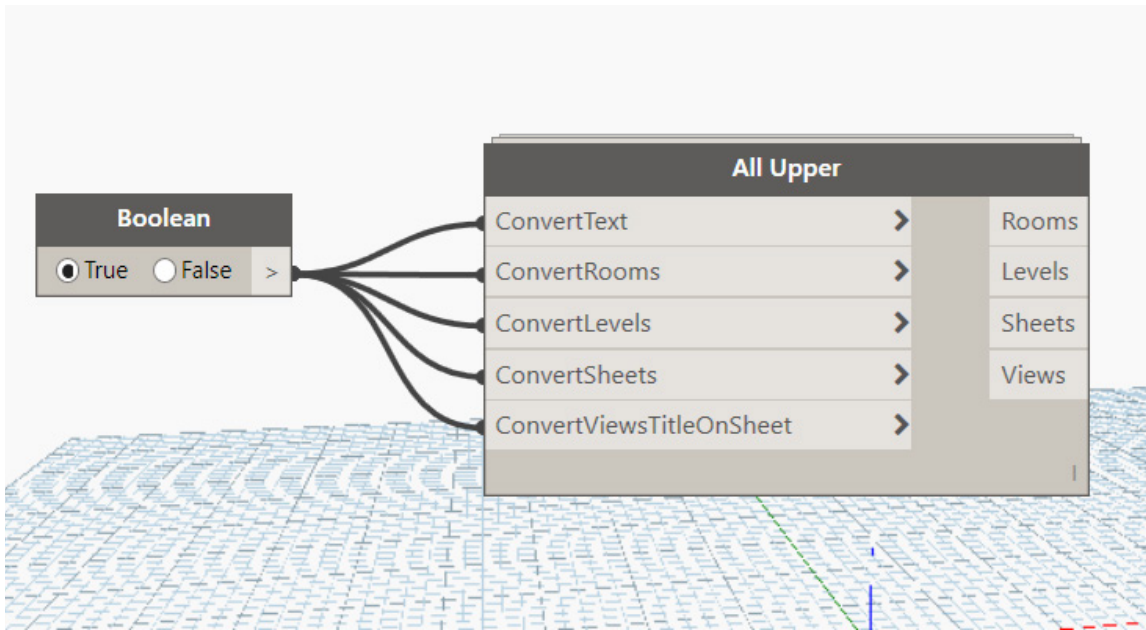 All Upper
Boolean
True False >
ConvertText
ConvertRooms
ConvertLevels
ConvertSheets
ConvertViewsTitleOnSheet
Rooms
Levels
Sheets
Views